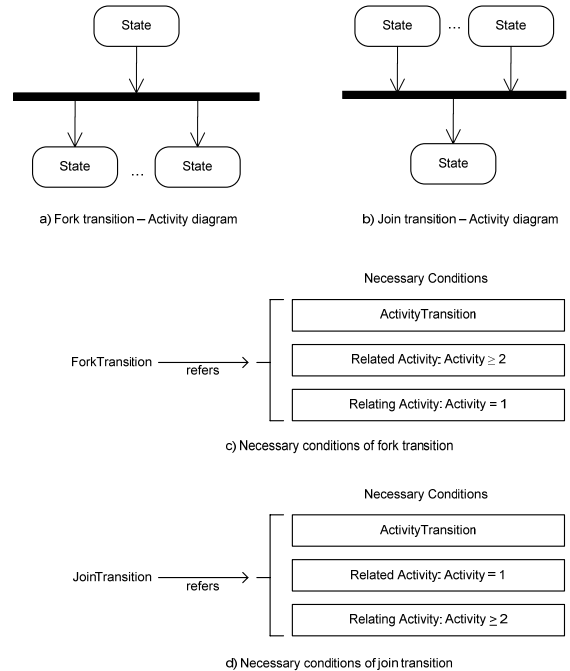 State
State ... State
State ... State
State
a) Fork transition – Activity diagram
b) Join transition – Activity diagram
Necessary Conditions
ActivityTransition
ForkTransition
refers
Related Activity: Activity ≥ 2
Relating Activity: Activity = 1
c) Necessary conditions of fork transition
Necessary Conditions
ActivityTransition
JoinTransition
refers
Related Activity: Activity = 1
Relating Activity: Activity ≥ 2
d) Necessary conditions of join transition